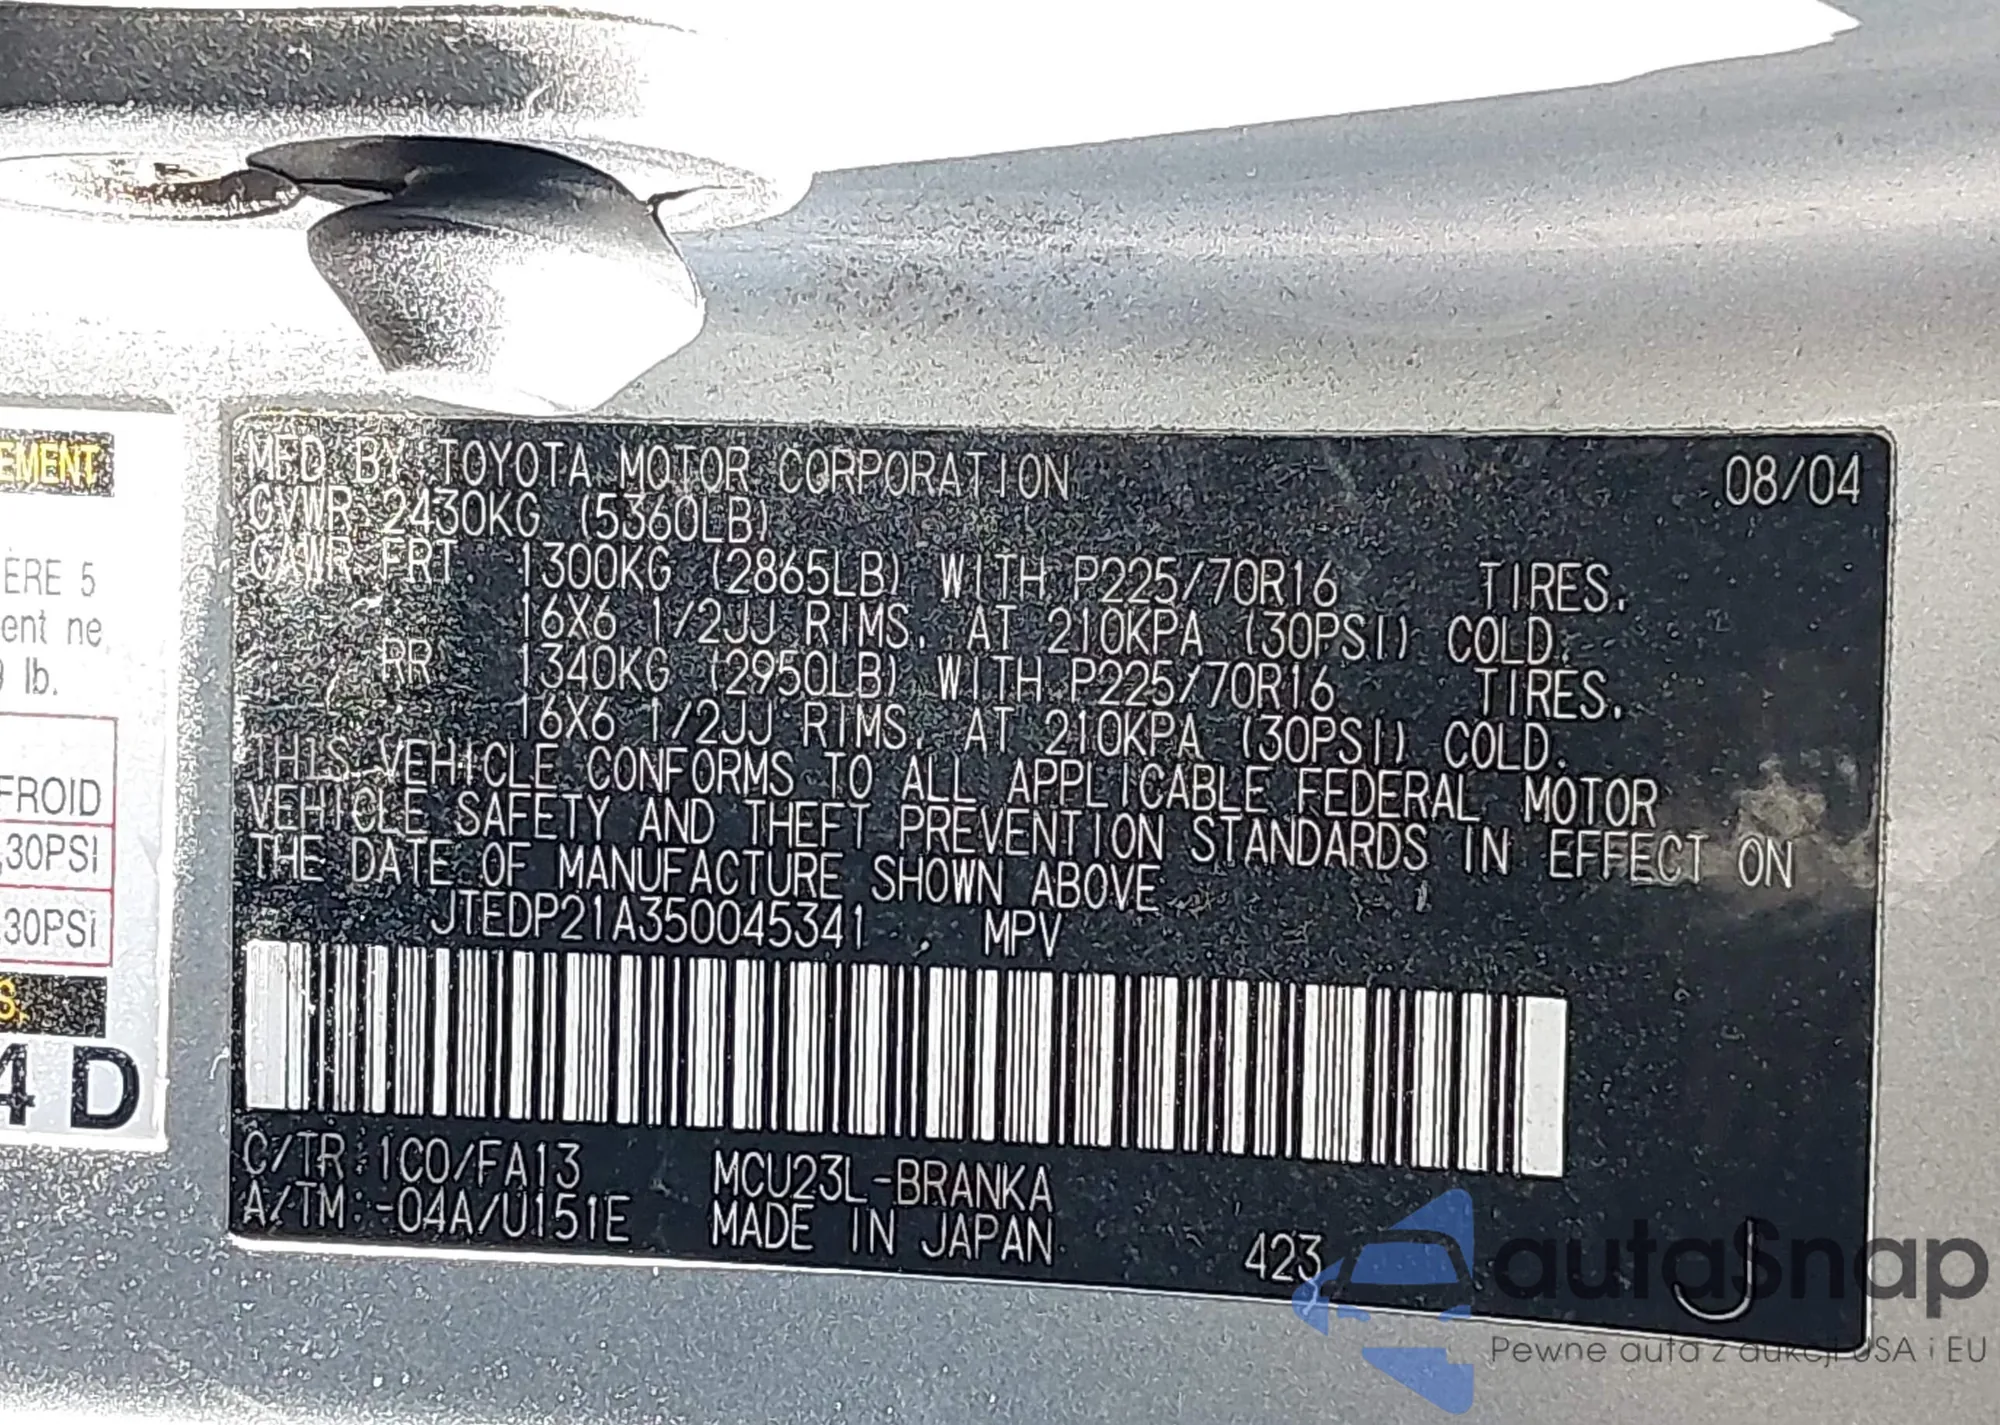 EMENT
ÈRE 5
ent ne
lb.
FROID
30PSI
30PSI
S,
4 D
MFD BY TOYOTA MOTOR CORPORATION 08/04
GVWR 2430KG (5360LB)
GAWR FRT 1300KG (2865LB) WITH P225/70R16 TIRES.
16X6 1/2JJ RIMS, AT 210KPA (30PSI) COLD.
RR 1340KG (2950LB) WITH P225/70R16 TIRES.
16X6 1/2JJ RIMS, AT 210KPA (30PSI) COLD.
THIS VEHICLE CONFORMS TO ALL APPLICABLE FEDERAL MOTOR
VEHICLE SAFETY AND THEFT PREVENTION STANDARDS IN EFFECT ON
THE DATE OF MANUFACTURE SHOWN ABOVE
JTEDP21A350045341 . MPV
C/TR:1C0/FA13 MCU23L-BRANKA
A/TM:-04A/U151E MADE IN JAPAN 423 J
autaSnap
Pewne auta z aukcji USA i EU